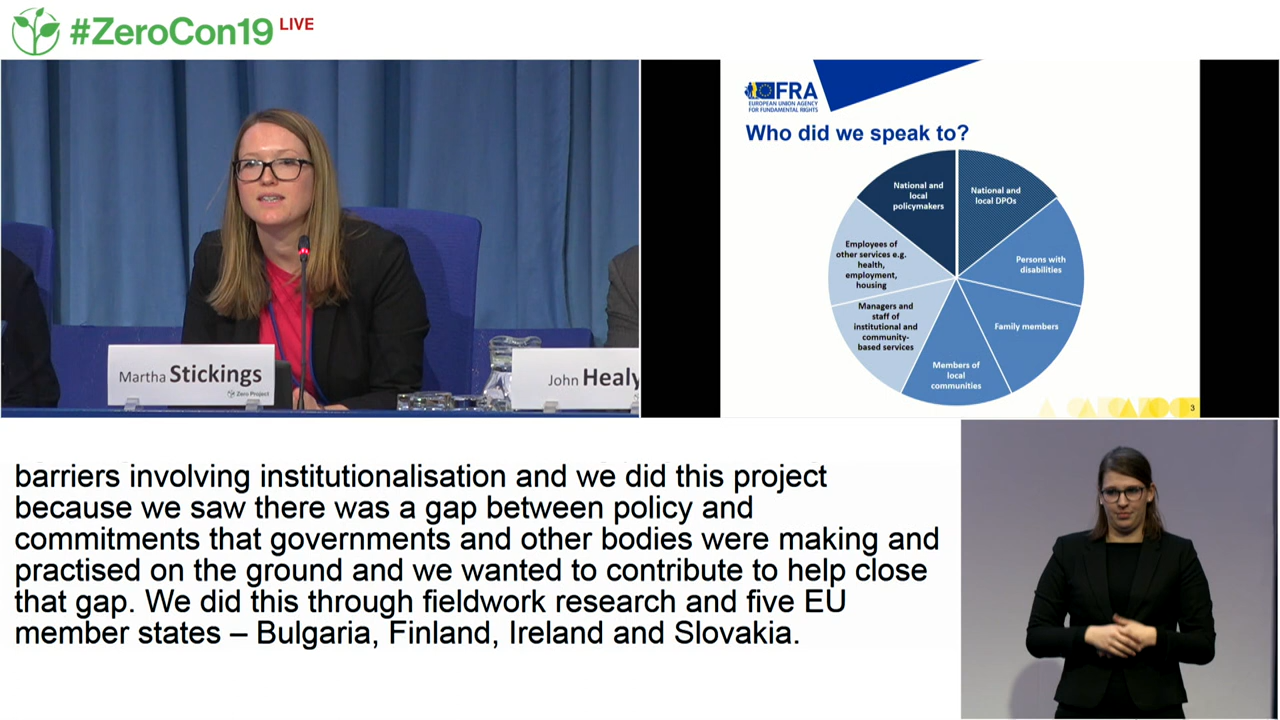 #ZeroCon19 LIVE
Martha Stickings
Zero Project
John Healy
FRA
EUROPEAN UNION AGENCY
FOR FUNDAMENTAL RIGHTS
Who did we speak to?
National and
local
policymakers
National and
local DPOs
Employees of
other services e.g.
health,
employment,
housing
Persons with
disabilities
Managers and
staff of
institutional and
community-
based services
Family members
Members of
local
communities
3
barriers involving institutionalisation and we did this project
because we saw there was a gap between policy and
commitments that governments and other bodies were making and
practised on the ground and we wanted to contribute to help close
that gap. We did this through fieldwork research and five EU
member states – Bulgaria, Finland, Ireland and Slovakia.